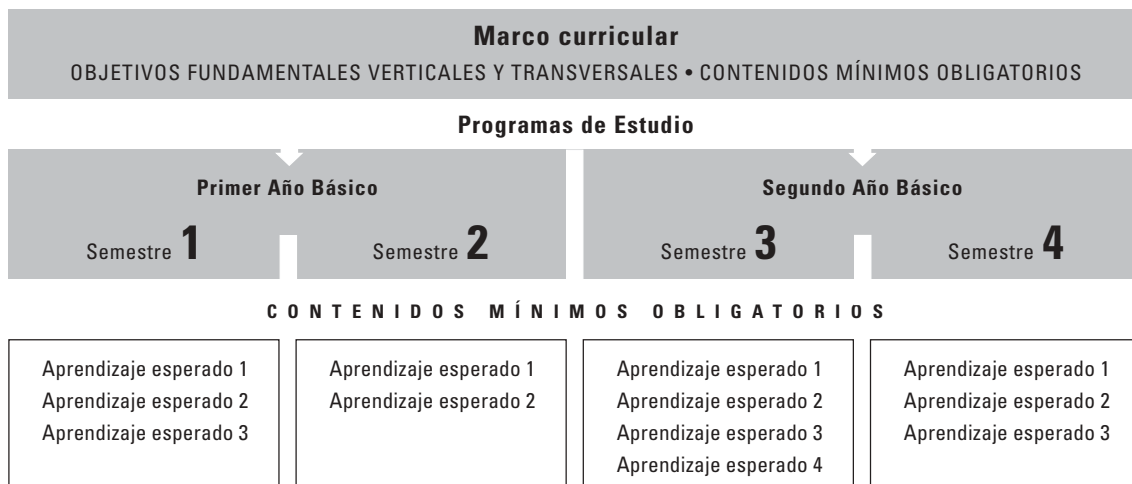 Marco curricular
OBJETIVOS FUNDAMENTALES VERTICALES Y TRANSVERSALES • CONTENIDOS MÍNIMOS OBLIGATORIOS
Programas de Estudio
Primer Año Básico
Semestre 1
Semestre 2
Segundo Año Básico
Semestre 3
Semestre 4
CONTENIDOS MÍNIMOS OBLIGATORIOS
Aprendizaje esperado 1
Aprendizaje esperado 2
Aprendizaje esperado 3
Aprendizaje esperado 1
Aprendizaje esperado 2
Aprendizaje esperado 1
Aprendizaje esperado 2
Aprendizaje esperado 3
Aprendizaje esperado 4
Aprendizaje esperado 1
Aprendizaje esperado 2
Aprendizaje esperado 3